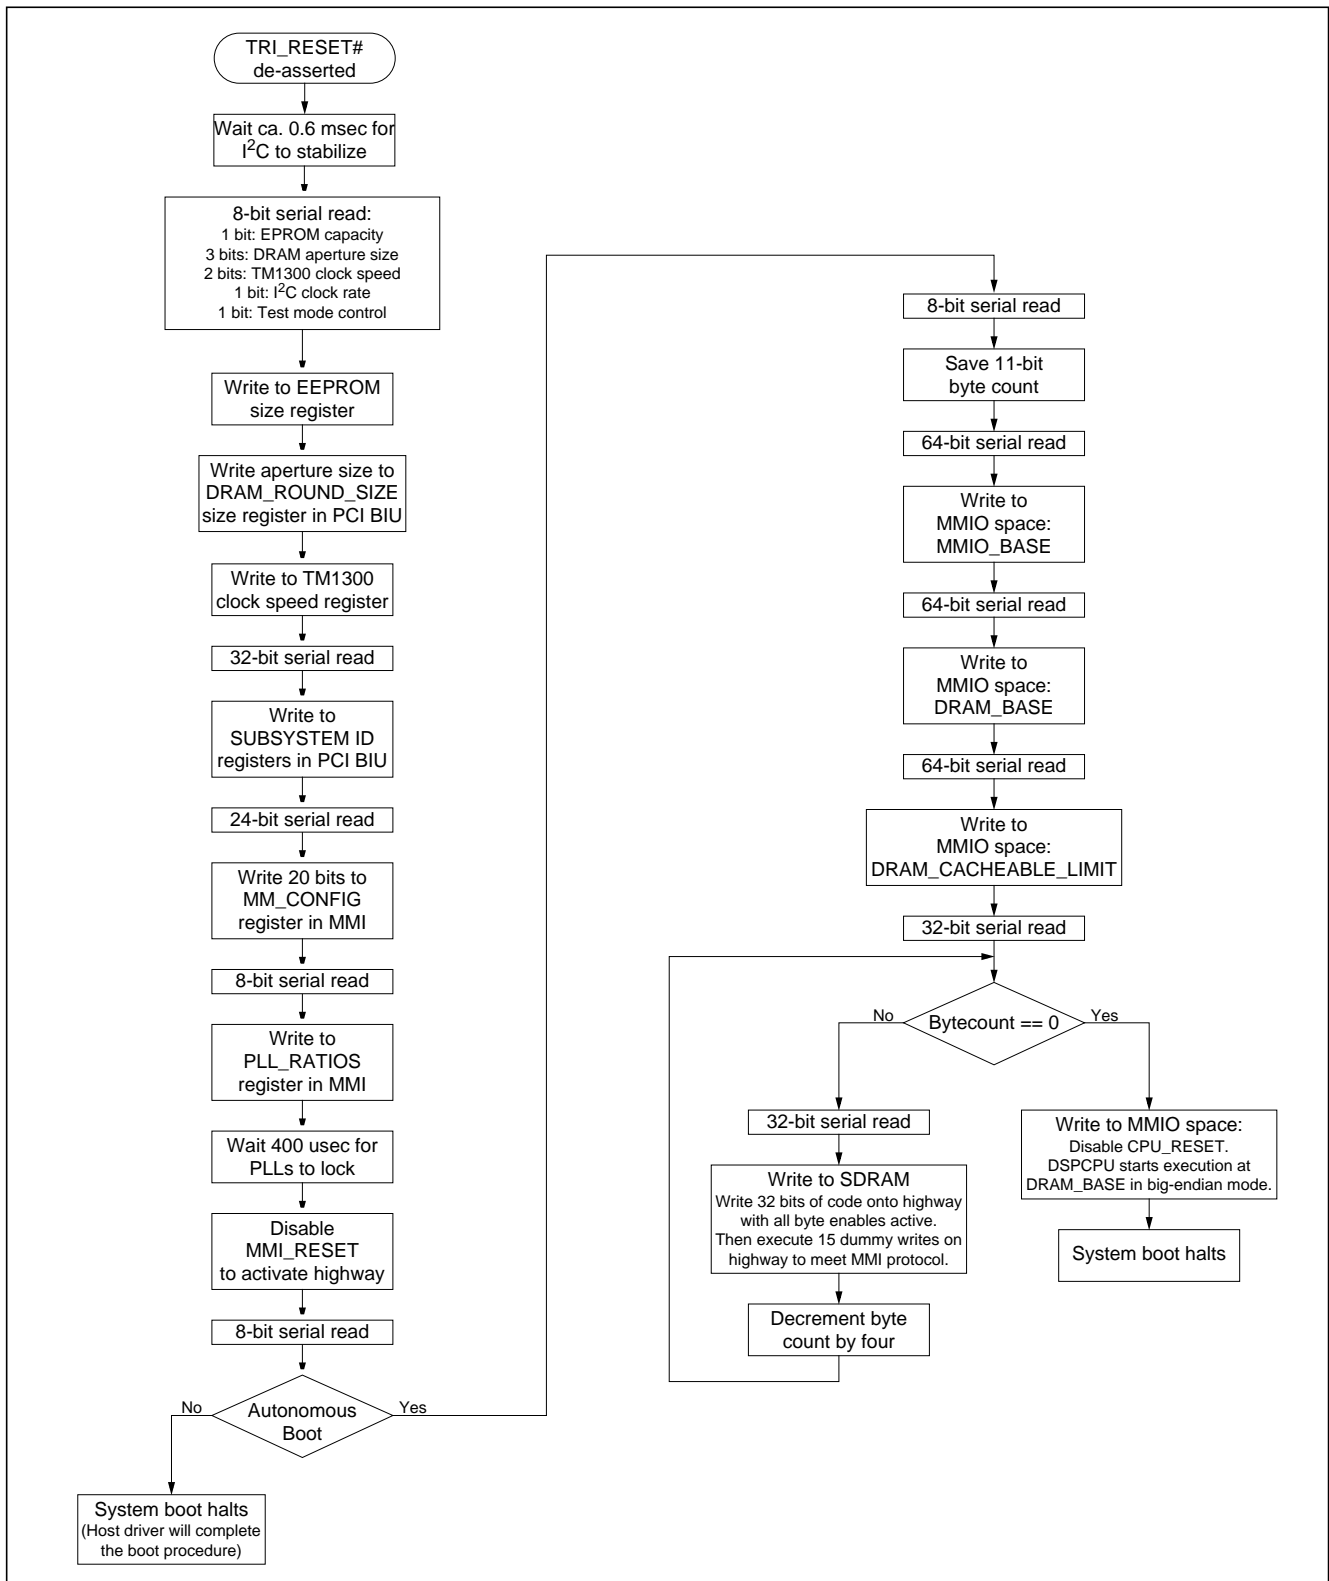 TRI_RESET#
de-asserted
Wait ca. 0.6 msec for
I²C to stabilize
8-bit serial read:
1 bit: EPROM capacity
3 bits: DRAM aperture size
2 bits: TM1300 clock speed
1 bit: I²C clock rate
1 bit: Test mode control
Write to EEPROM
size register
Write aperture size to
DRAM_ROUND_SIZE
size register in PCI BIU
Write to TM1300
clock speed register
32-bit serial read
Write to
SUBSYSTEM ID
registers in PCI BIU
24-bit serial read
Write 20 bits to
MM_CONFIG
register in MMI
8-bit serial read
Write to
PLL_RATIOS
register in MMI
Wait 400 usec for
PLLs to lock
Disable
MMI_RESET
to activate highway
8-bit serial read
No
Autonomous
Boot
Yes
System boot halts
(Host driver will complete
the boot procedure)
8-bit serial read
Save 11-bit
byte count
64-bit serial read
Write to
MMIO space:
MMIO_BASE
64-bit serial read
Write to
MMIO space:
DRAM_BASE
64-bit serial read
Write to
MMIO space:
DRAM_CACHEABLE_LIMIT
32-bit serial read
No
Bytecount == 0
Yes
32-bit serial read
Write to SDRAM
Write 32 bits of code onto highway
with all byte enables active.
Then execute 15 dummy writes on
highway to meet MMI protocol.
Decrement byte
count by four
Write to MMIO space:
Disable CPU_RESET.
DSPCPU starts execution at
DRAM_BASE in big-endian mode.
System boot halts